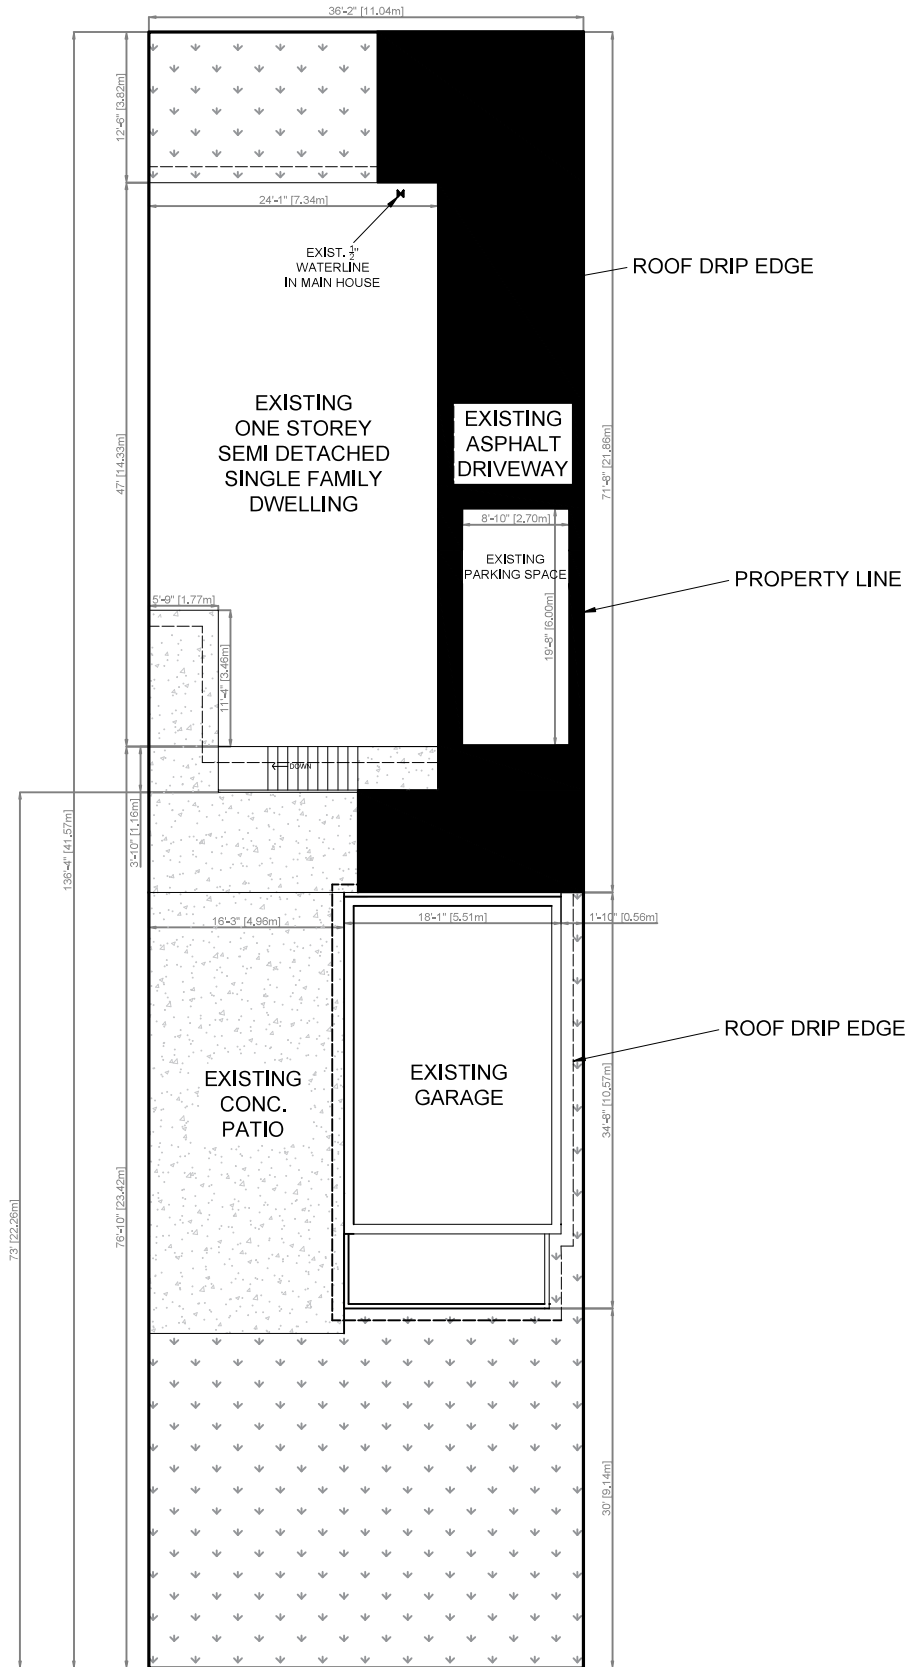 36'-2" [11.04m]
12'-6" [3.82m]
24'-1" [7.34m]
EXIST. ½"
WATERLINE
IN MAIN HOUSE
ROOF DRIP EDGE
EXISTING
ONE STOREY
SEMI DETACHED
SINGLE FAMILY
DWELLING
EXISTING
ASPHALT
DRIVEWAY
47' [14.33m]
71'-8" [21.86m]
8'-10" [2.70m]
EXISTING
PARKING SPACE
19'-8" [6.00m]
PROPERTY LINE
5'-9" [1.77m]
11'-4" [3.46m]
DOWN
3'-10" [1.16m]
136'-4" [41.57m]
16'-3" [4.96m]
18'-1" [5.51m]
1'-10" [0.56m]
ROOF DRIP EDGE
EXISTING
CONC.
PATIO
EXISTING
GARAGE
34'-8" [10.57m]
76'-10" [23.42m]
73' [22.26m]
30' [9.14m]